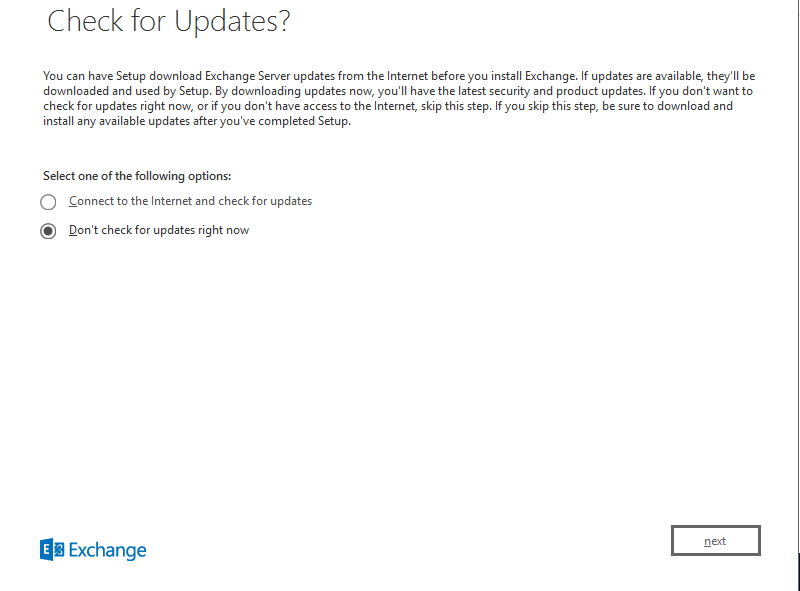 Check for Updates?
You can have Setup download Exchange Server updates from the Internet before you install Exchange. If updates are available, they'll be
downloaded and used by Setup. By downloading updates now, you'll have the latest security and product updates. If you don't want to
check for updates right now, or if you don't have access to the Internet, skip this step. If you skip this step, be sure to download and
install any available updates after you've completed Setup.
Select one of the following options:
Connect to the Internet and check for updates
Don't check for updates right now
E Exchange
next